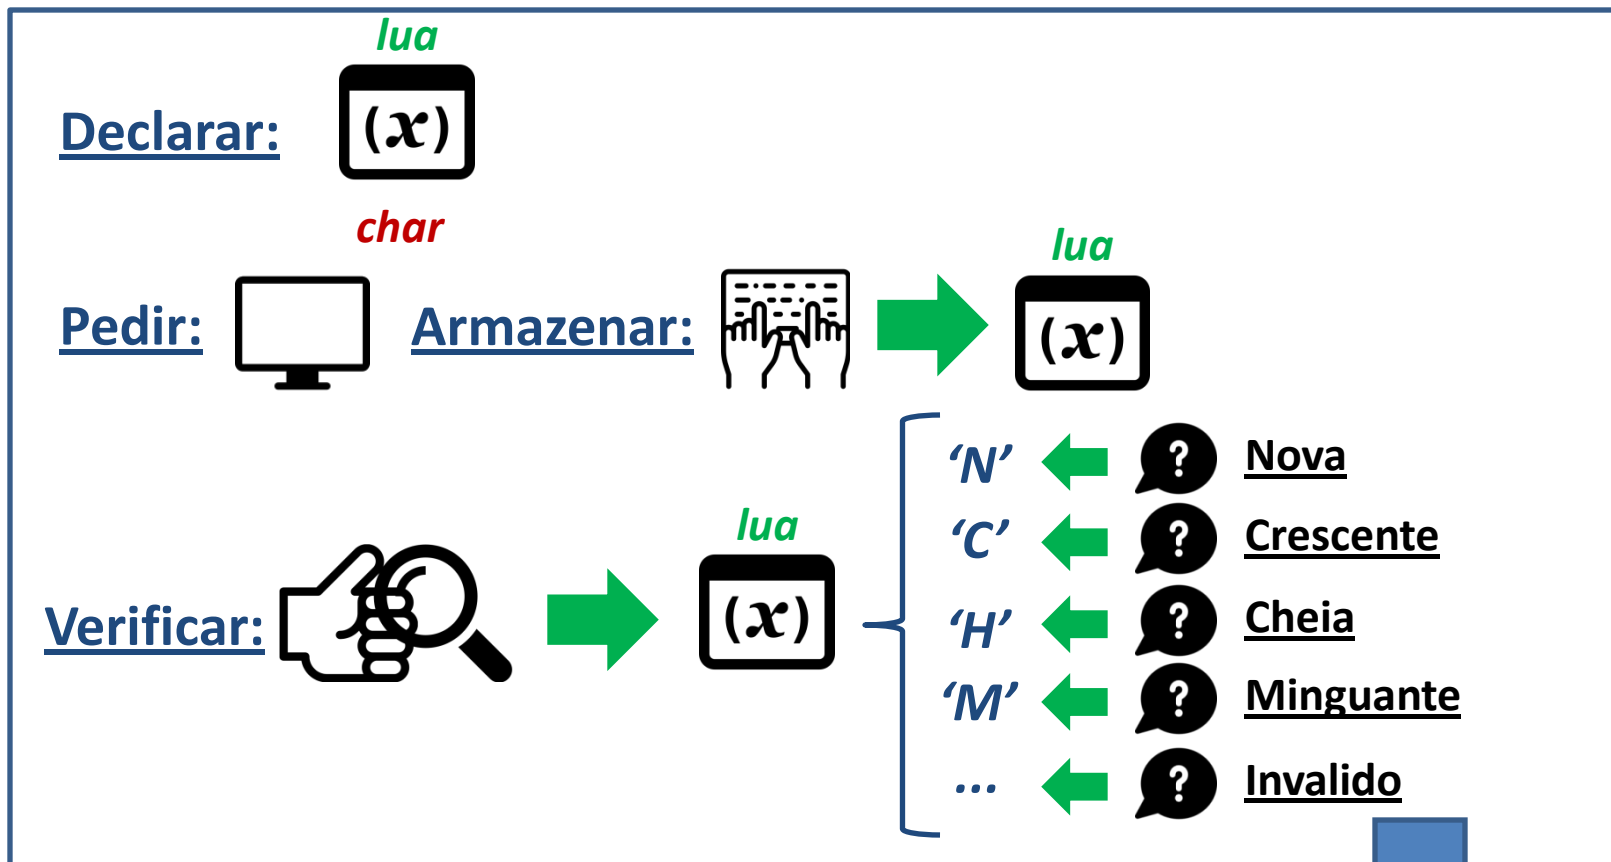 lua
Declarar: (x)
char
lua
Pedir: Armazenar: (x)
‘N’ ? Nova
‘C’ ? Crescente
lua
Verificar: (x) ‘H’ ? Cheia
‘M’ ? Minguante
... ? Invalido